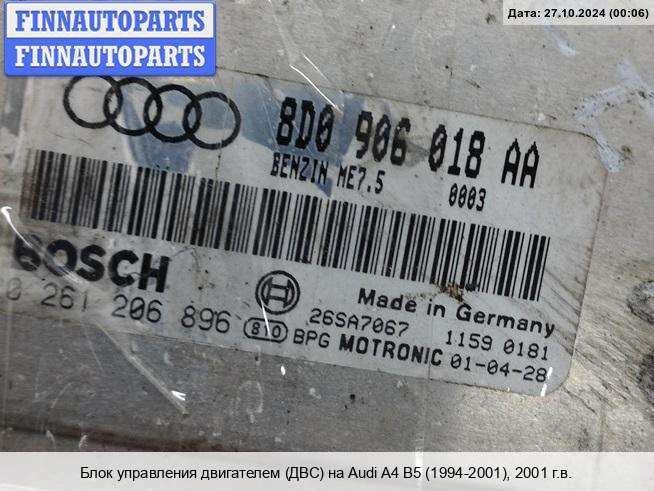 FINNAUTOPARTS
FINNAUTOPARTS
Дата: 27.10.2024 (00:06)
8D0 906 018 AA
BENZIN ME7.5 0003
BOSCH
0 261 206 896
Made in Germany
26SA7067 1159 0181
810 BPG MOTRONIC 01-04-28
Блок управления двигателем (ДВС) на Audi A4 B5 (1994-2001), 2001 г.в.